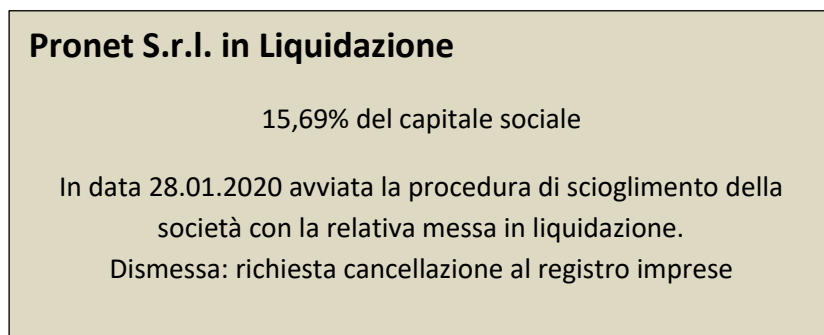 Pronet S.r.l. in Liquidazione
15,69% del capitale sociale
In data 28.01.2020 avviata la procedura di scioglimento della
società con la relativa messa in liquidazione.
Dismessa: richiesta cancellazione al registro imprese